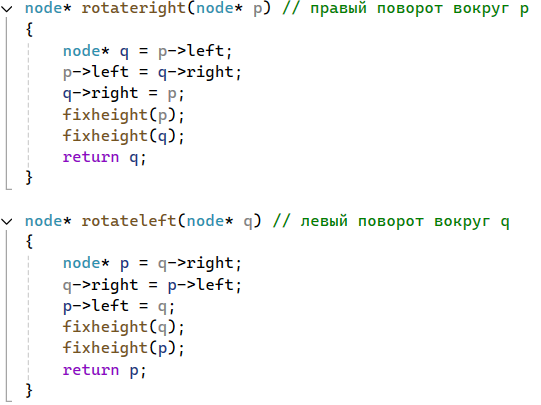 node* rotateright(node* p) // правый поворот вокруг p
{
node* q = p->left;
p->left = q->right;
q->right = p;
fixheight(p);
fixheight(q);
return q;
}
node* rotateleft(node* q) // левый поворот вокруг q
{
node* p = q->right;
q->right = p->left;
p->left = q;
fixheight(q);
fixheight(p);
return p;
}